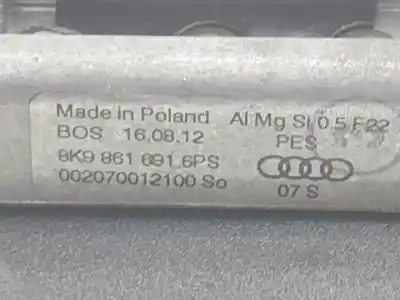 Made in Poland Al Mg Si 0.5 F22
BOS 16.08.12 PES
8K9 861 691 6PS
002070012100 So 07 S